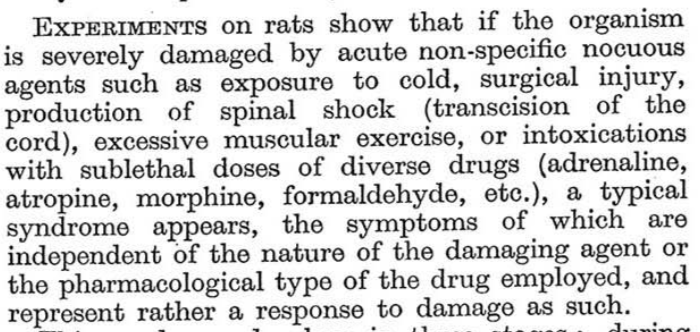 EXPERIMENTS on rats show that if the organism
is severely damaged by acute non-specific nocuous
agents such as exposure to cold, surgical injury,
production of spinal shock (transcision of the
cord), excessive muscular exercise, or intoxications
with sublethal doses of diverse drugs (adrenaline,
atropine, morphine, formaldehyde, etc.), a typical
syndrome appears, the symptoms of which are
independent of the nature of the damaging agent or
the pharmacological type of the drug employed, and
represent rather a response to damage as such.